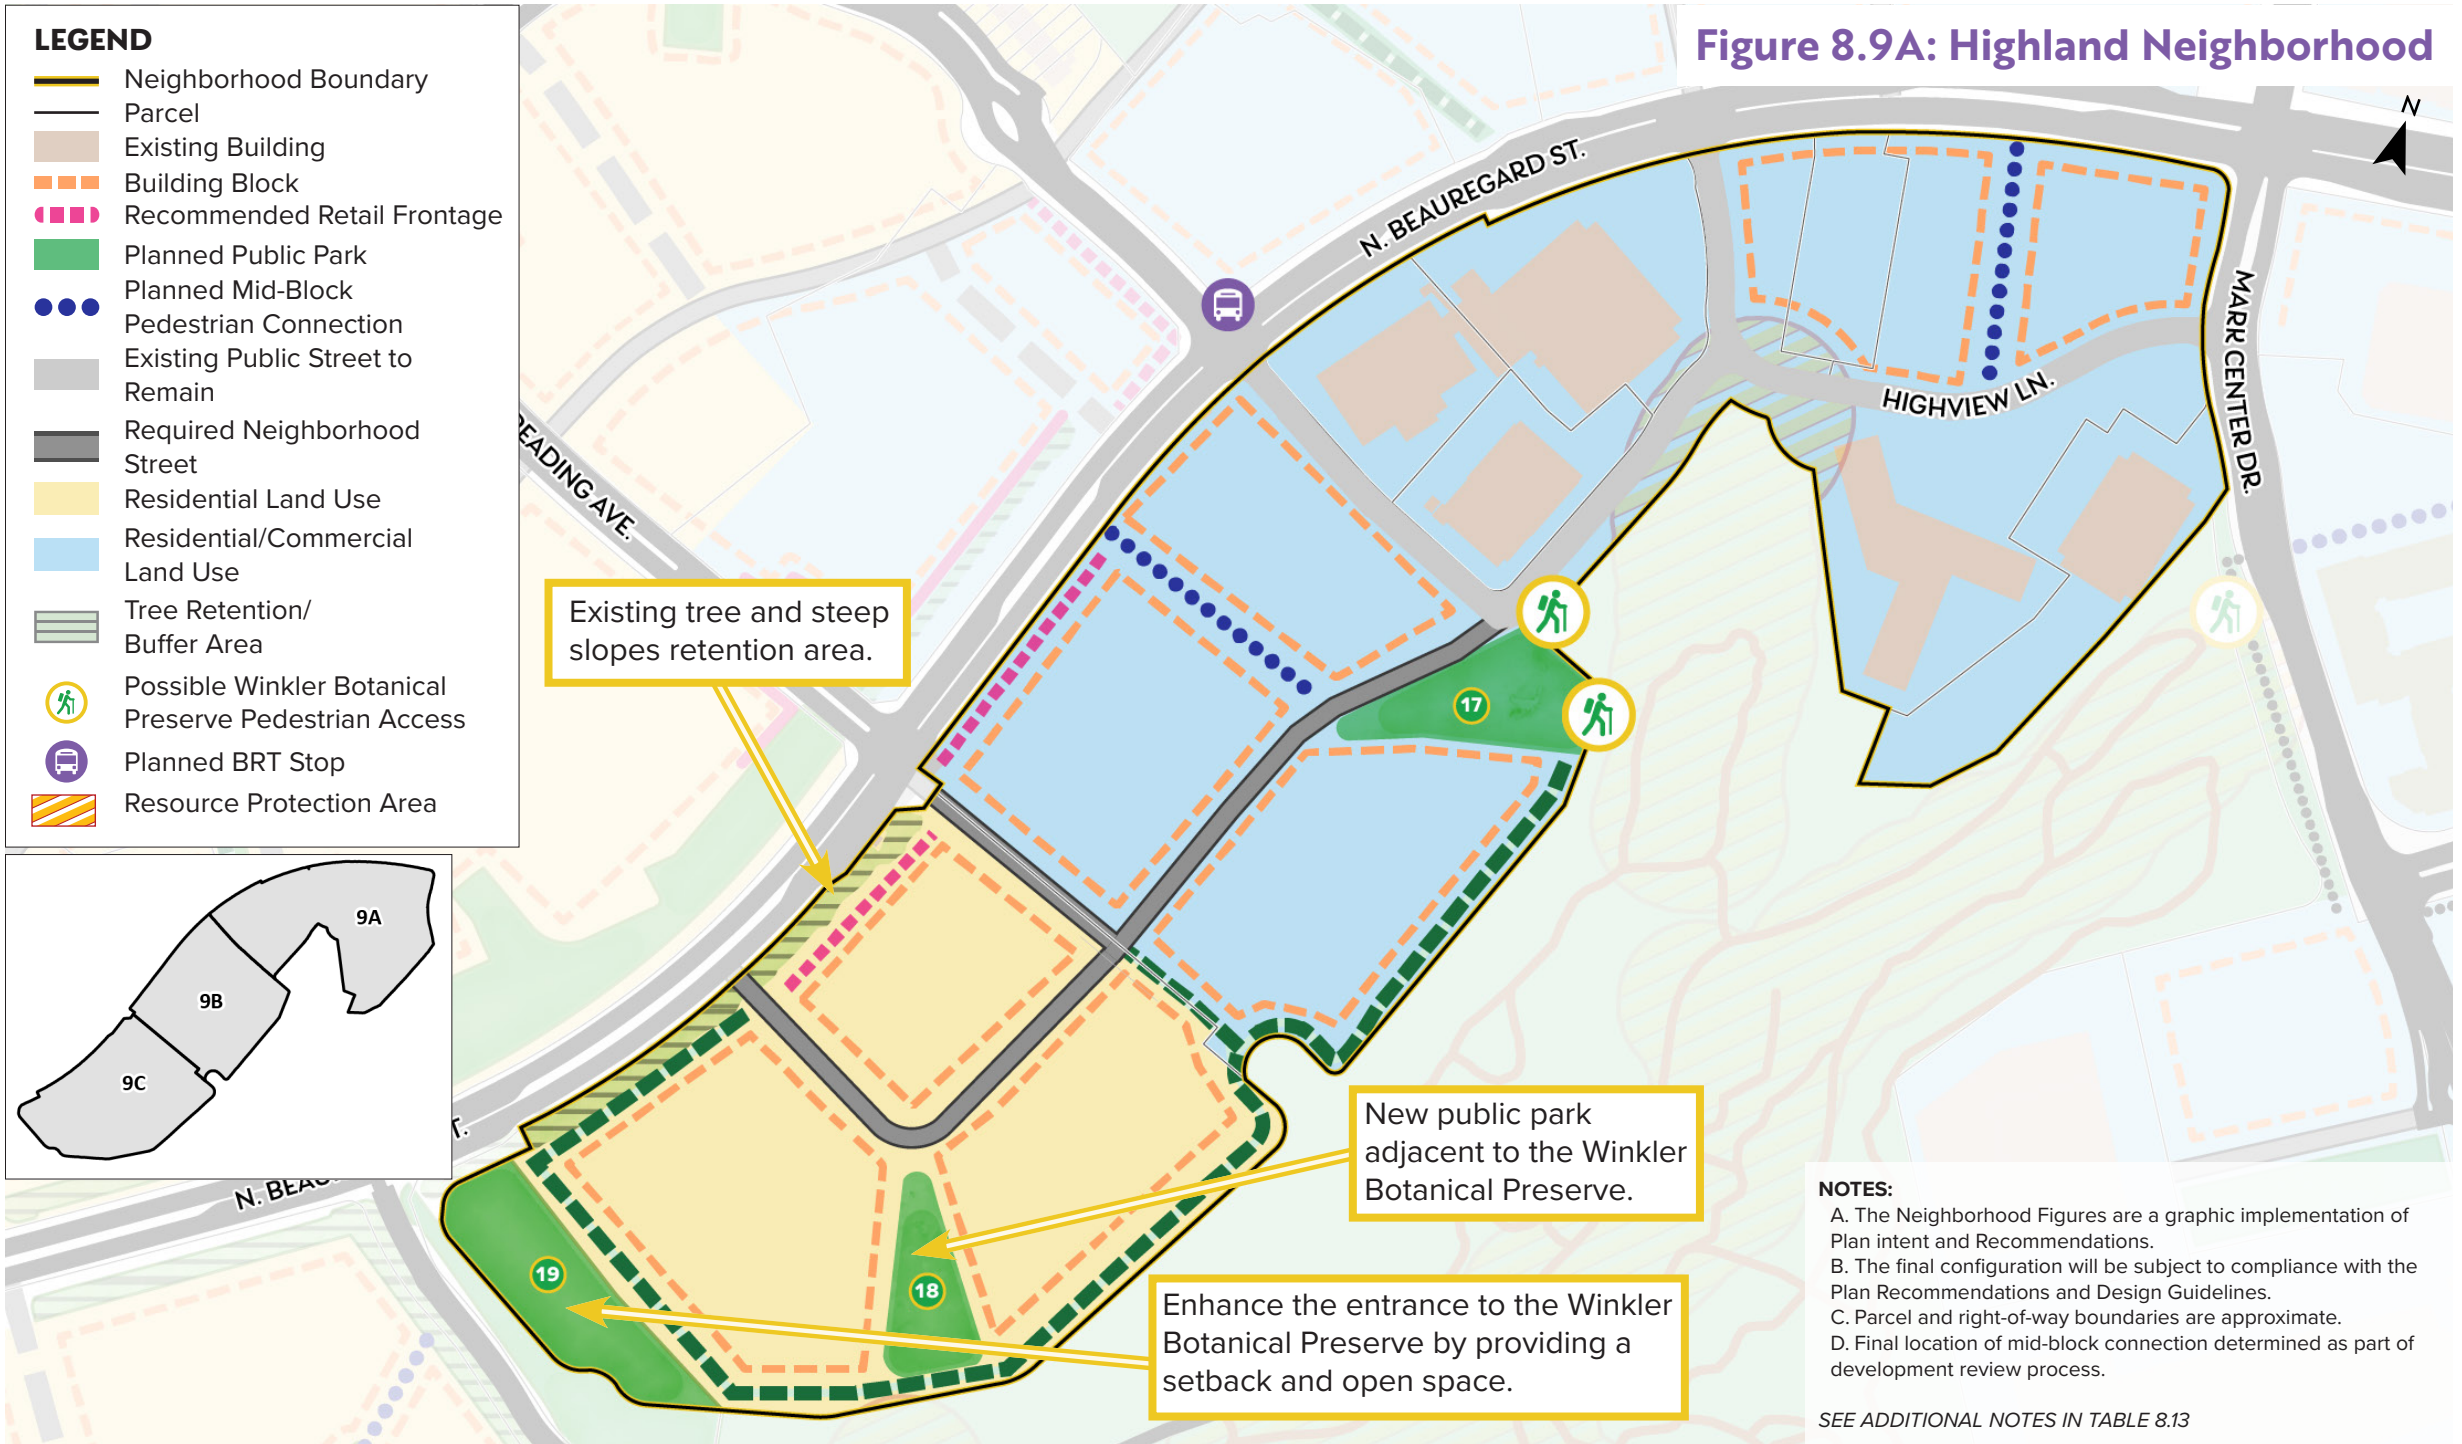 LEGEND
Neighborhood Boundary
Parcel
Existing Building
Building Block
Recommended Retail Frontage
Planned Public Park
Planned Mid-Block
Pedestrian Connection
Existing Public Street to
Remain
Required Neighborhood
Street
Residential Land Use
Residential/Commercial
Land Use
Tree Retention/
Buffer Area
Possible Winkler Botanical
Preserve Pedestrian Access
Planned BRT Stop
Resource Protection Area
Figure 8.9A: Highland Neighborhood
N
N. BEAUREGARD ST.
MARK CENTER DR.
HIGHVIEW LN.
READING AVE.
Existing tree and steep
slopes retention area.
17
9A
9B
9C
T.
N. BEAU
19
18
New public park
adjacent to the Winkler
Botanical Preserve.
Enhance the entrance to the Winkler
Botanical Preserve by providing a
setback and open space.
NOTES:
A. The Neighborhood Figures are a graphic implementation of
Plan intent and Recommendations.
B. The final configuration will be subject to compliance with the
Plan Recommendations and Design Guidelines.
C. Parcel and right-of-way boundaries are approximate.
D. Final location of mid-block connection determined as part of
development review process.
SEE ADDITIONAL NOTES IN TABLE 8.13